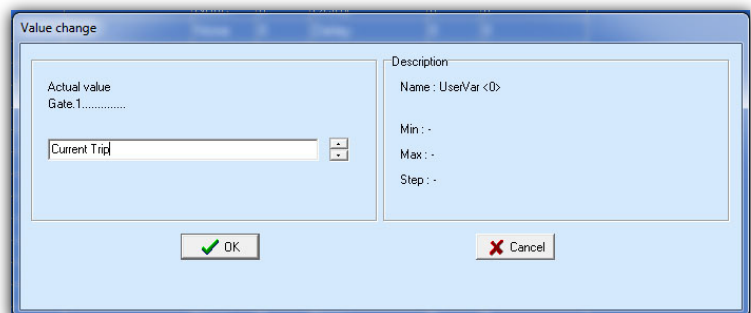 Value change
Actual value
Gate.1.............
Current Trip
OK
Description
Name : UserVar <0>
Min : -
Max : -
Step : -
Cancel